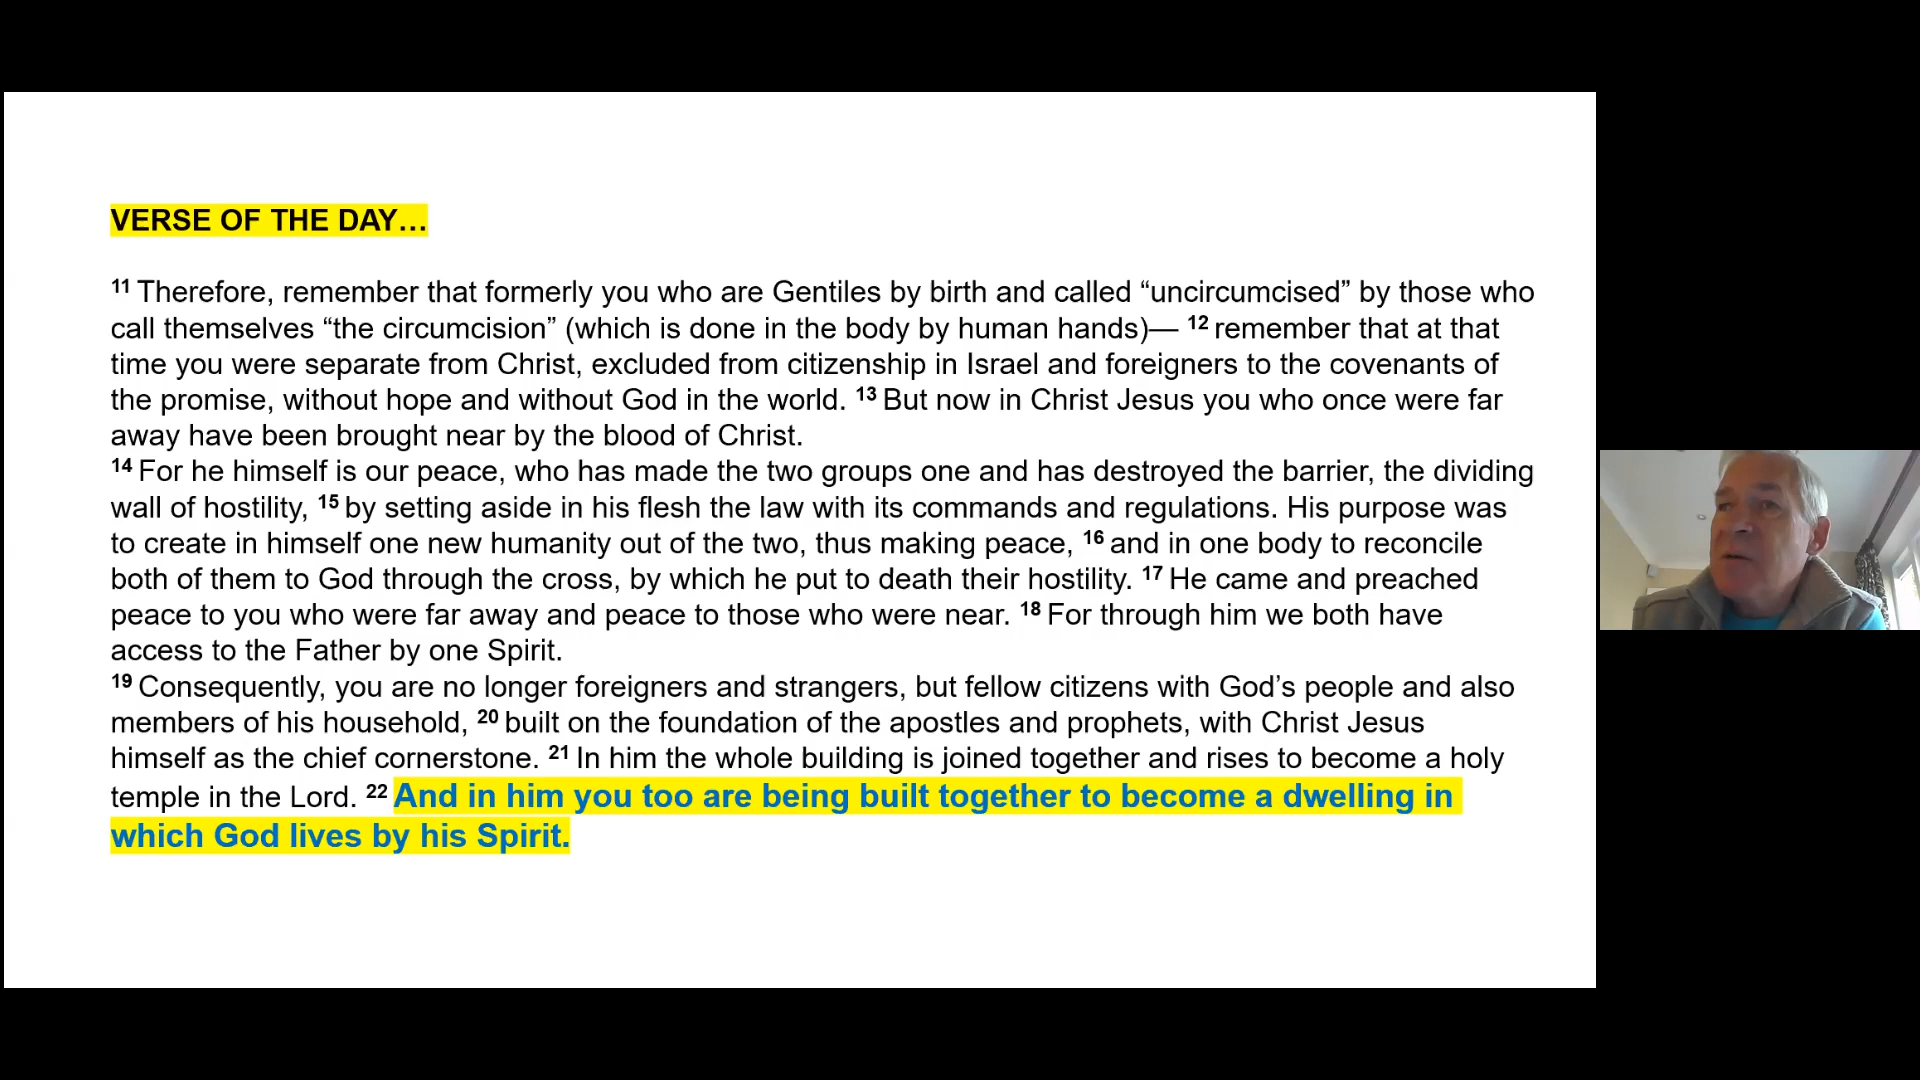 VERSE OF THE DAY…
11 Therefore, remember that formerly you who are Gentiles by birth and called “uncircumcised” by those who
call themselves “the circumcision” (which is done in the body by human hands)— 12 remember that at that
time you were separate from Christ, excluded from citizenship in Israel and foreigners to the covenants of
the promise, without hope and without God in the world. 13 But now in Christ Jesus you who once were far
away have been brought near by the blood of Christ.
14 For he himself is our peace, who has made the two groups one and has destroyed the barrier, the dividing
wall of hostility, 15 by setting aside in his flesh the law with its commands and regulations. His purpose was
to create in himself one new humanity out of the two, thus making peace, 16 and in one body to reconcile
both of them to God through the cross, by which he put to death their hostility. 17 He came and preached
peace to you who were far away and peace to those who were near. 18 For through him we both have
access to the Father by one Spirit.
19 Consequently, you are no longer foreigners and strangers, but fellow citizens with God’s people and also
members of his household, 20 built on the foundation of the apostles and prophets, with Christ Jesus
himself as the chief cornerstone. 21 In him the whole building is joined together and rises to become a holy
temple in the Lord. 22 And in him you too are being built together to become a dwelling in
which God lives by his Spirit.